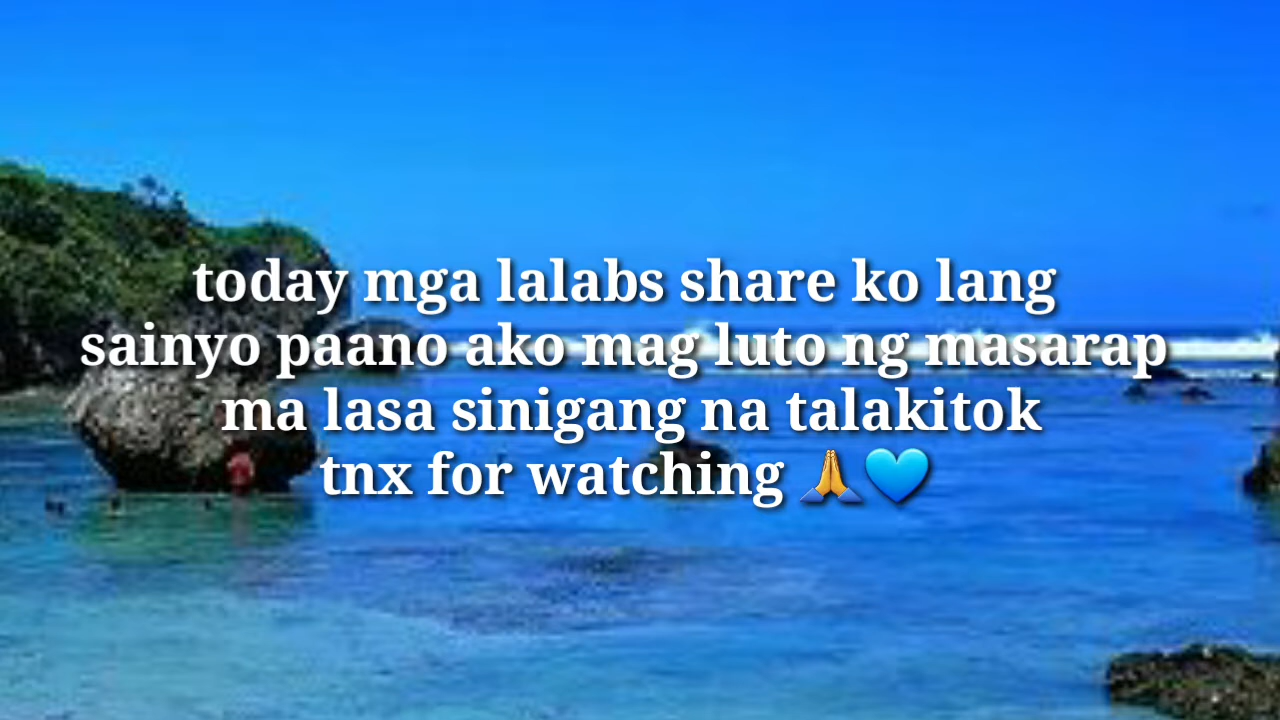 today mga lalabs share ko lang
sainyo paano ako mag luto ng masarap
ma lasa sinigang na talakitok
tnx for watching 🙏💙